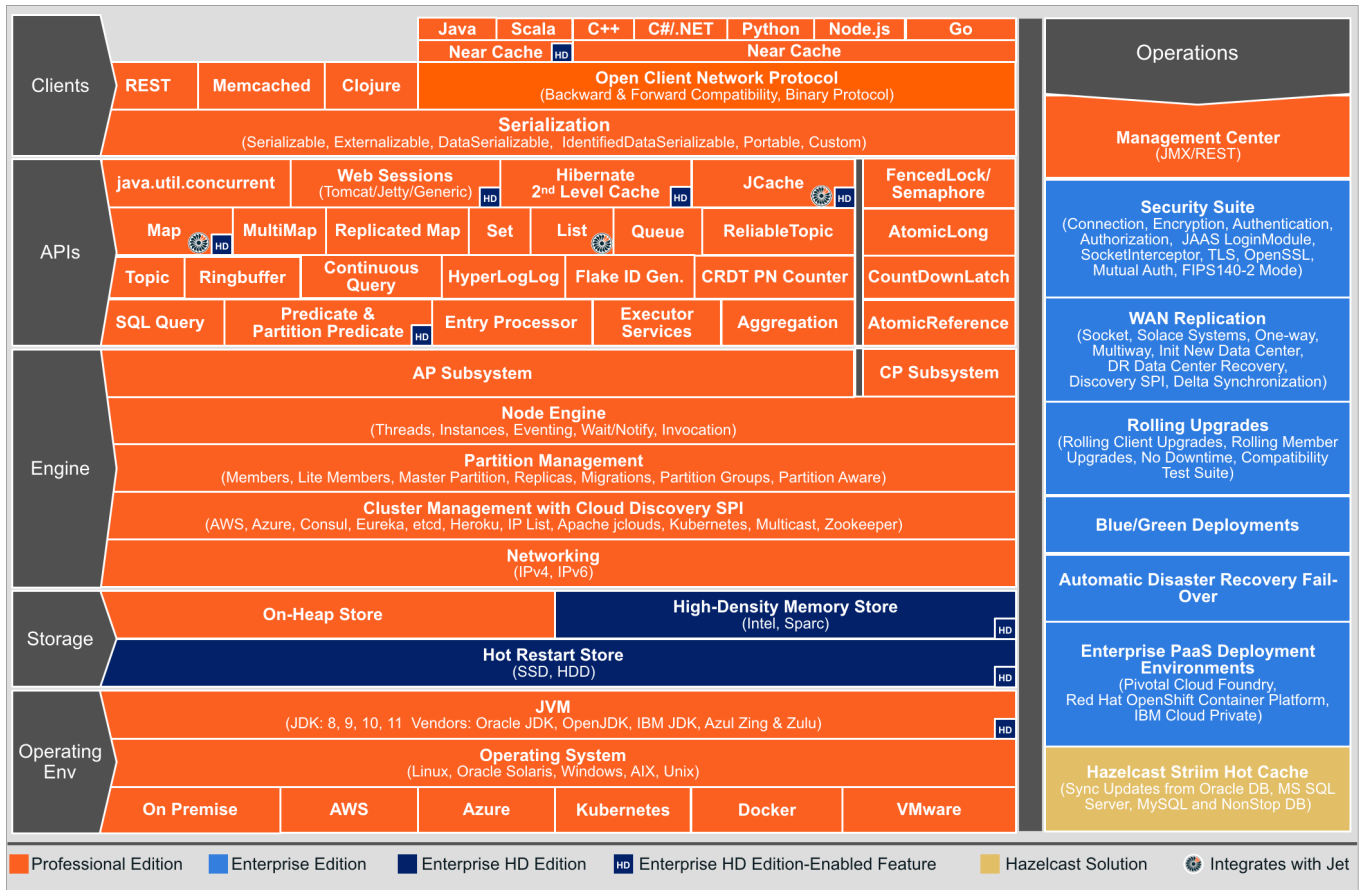 Clients
Java
Scala
C++
C#/.NET
Python
Node.js
Go
Near Cache HD
Near Cache
REST
Memcached
Clojure
Open Client Network Protocol
(Backward & Forward Compatibility, Binary Protocol)
Serialization
(Serializable, Externalizable, DataSerializable, IdentifiedDataSerializable, Portable, Custom)
APIs
java.util.concurrent
Web Sessions
(Tomcat/Jetty/Generic)
HD
Hibernate
2nd Level Cache
HD
JCache
HD
FencedLock/
Semaphore
Map
HD
MultiMap
Replicated Map
Set
List
Queue
ReliableTopic
AtomicLong
Topic
Ringbuffer
Continuous
Query
HyperLogLog
Flake ID Gen.
CRDT PN Counter
CountDownLatch
SQL Query
Predicate &
Partition Predicate
HD
Entry Processor
Executor
Services
Aggregation
AtomicReference
Engine
AP Subsystem
CP Subsystem
Node Engine
(Threads, Instances, Eventing, Wait/Notify, Invocation)
Partition Management
(Members, Lite Members, Master Partition, Replicas, Migrations, Partition Groups, Partition Aware)
Cluster Management with Cloud Discovery SPI
(AWS, Azure, Consul, Eureka, etcd, Heroku, IP List, Apache jclouds, Kubernetes, Multicast, Zookeeper)
Networking
(IPv4, IPv6)
Storage
On-Heap Store
High-Density Memory Store
(Intel, Sparc)
HD
Hot Restart Store
(SSD, HDD)
HD
Operating
Env
JVM
(JDK: 8, 9, 10, 11 Vendors: Oracle JDK, OpenJDK, IBM JDK, Azul Zing & Zulu)
HD
Operating System
(Linux, Oracle Solaris, Windows, AIX, Unix)
On Premise
AWS
Azure
Kubernetes
Docker
VMware
Operations
Management Center
(JMX/REST)
Security Suite
(Connection, Encryption, Authentication,
Authorization, JAAS LoginModule,
SocketInterceptor, TLS, OpenSSL,
Mutual Auth, FIPS140-2 Mode)
WAN Replication
(Socket, Solace Systems, One-way,
Multiway, Init New Data Center,
DR Data Center Recovery,
Discovery SPI, Delta Synchronization)
Rolling Upgrades
(Rolling Client Upgrades, Rolling Member
Upgrades, No Downtime, Compatibility
Test Suite)
Blue/Green Deployments
Automatic Disaster Recovery Fail-
Over
Enterprise PaaS Deployment
Environments
(Pivotal Cloud Foundry,
Red Hat OpenShift Container Platform,
IBM Cloud Private)
Hazelcast Striim Hot Cache
(Sync Updates from Oracle DB, MS SQL
Server, MySQL and NonStop DB)
Professional Edition
Enterprise Edition
Enterprise HD Edition
HD Enterprise HD Edition-Enabled Feature
Hazelcast Solution
Integrates with Jet